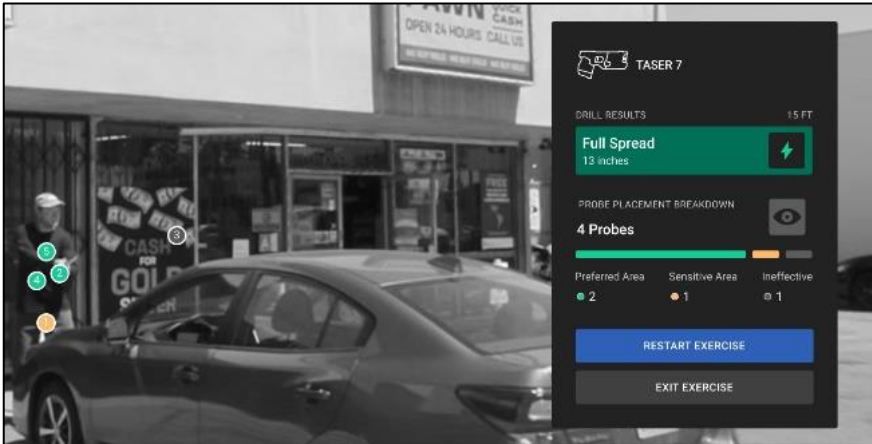 PAWN
QUICK
CASH
OPEN 24 HOURS CALL US
CASH
FOR
GOLD
5
2
4
3
1
TASER 7
DRILL RESULTS 15 FT
Full Spread
13 inches
PROBE PLACEMENT BREAKDOWN
4 Probes
Preferred Area Sensitive Area Ineffective
2 1 1
RESTART EXERCISE
EXIT EXERCISE